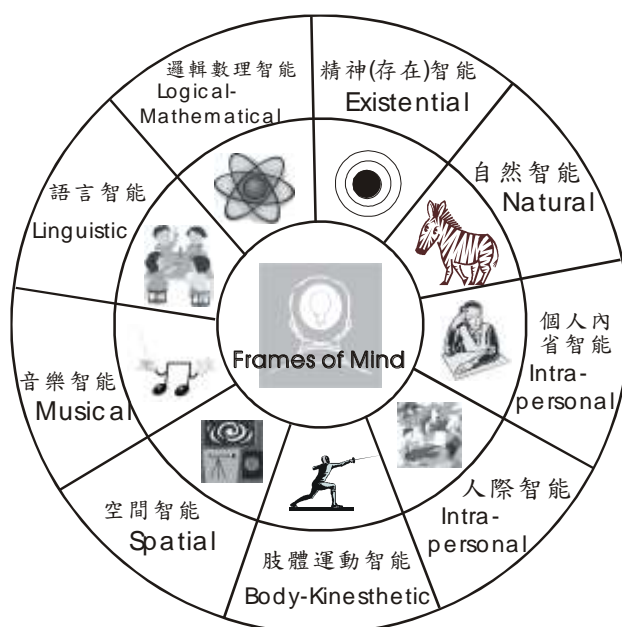 邏輯數理智能
Logical-
Mathematical
精神(存在)智能
Existential
自然智能
Natural
個人內
省智能
Intra-
personal
人際智能
Intra-
personal
肢體運動智能
Body-Kinesthetic
空間智能
Spatial
音樂智能
Musical
語言智能
Linguistic
Frames of Mind